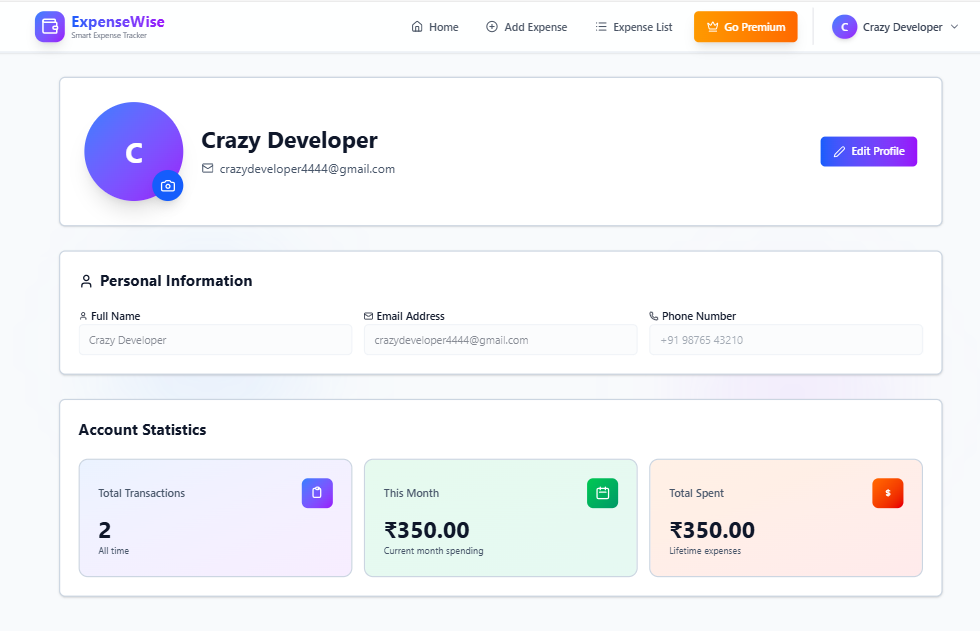 ExpenseWise
Smart Expense Tracker
Home
Add Expense
Expense List
Go Premium
C
Crazy Developer
C
Crazy Developer
crazydeveloper4444@gmail.com
Edit Profile
Personal Information
Full Name
Email Address
Phone Number
Crazy Developer
crazydeveloper4444@gmail.com
+91 98765 43210
Account Statistics
Total Transactions
2
All time
This Month
₹350.00
Current month spending
Total Spent
$
₹350.00
Lifetime expenses